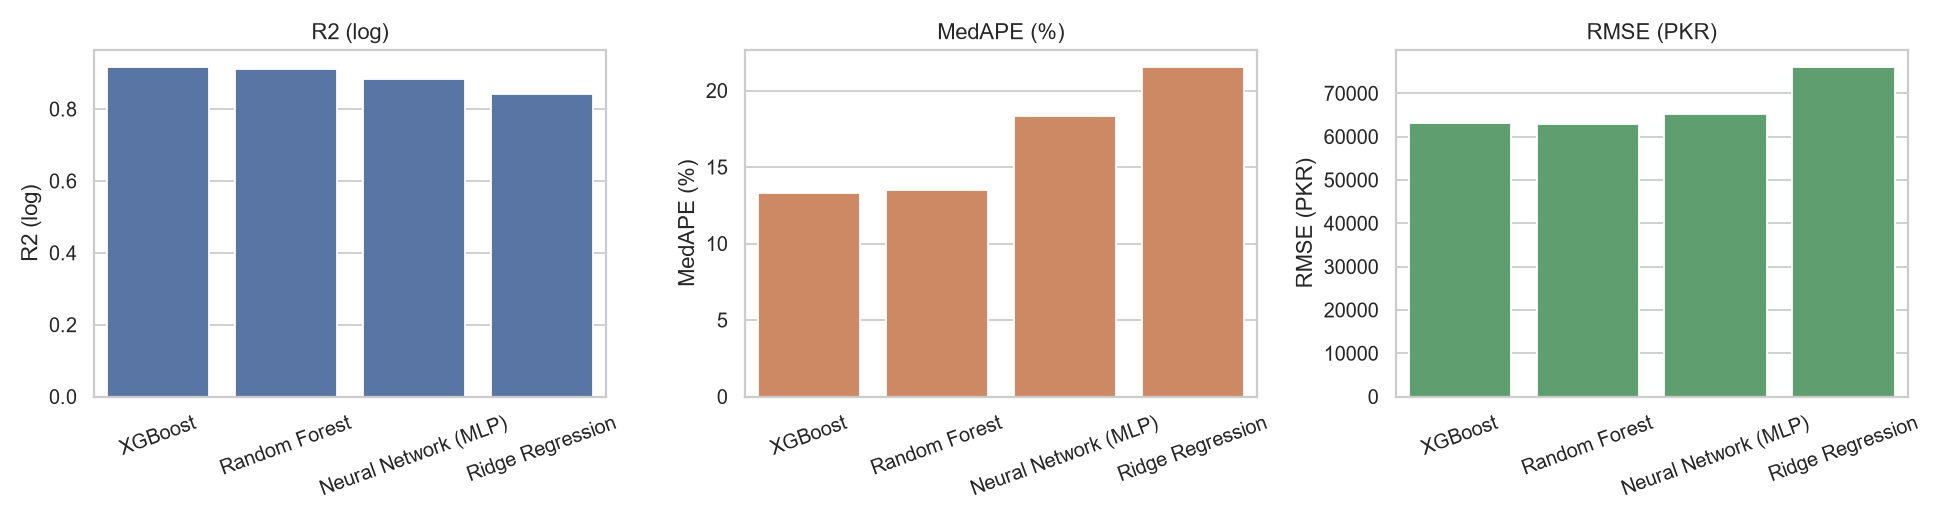 R2 (log)
R2 (log)
0.8
0.6
0.4
0.2
0.0
XGBoost
Random Forest
Neural Network (MLP)
Ridge Regression
MedAPE (%)
MedAPE (%)
20
15
10
5
0
XGBoost
Random Forest
Neural Network (MLP)
Ridge Regression
RMSE (PKR)
RMSE (PKR)
70000
60000
50000
40000
30000
20000
10000
0
XGBoost
Random Forest
Neural Network (MLP)
Ridge Regression